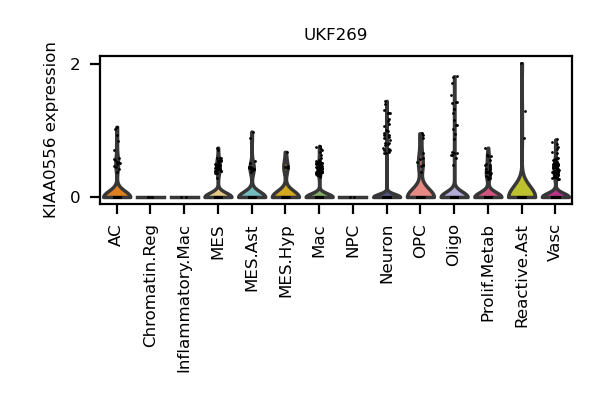 UKF269
KIAA0556 expression
2
0
AC
Chromatin.Reg
Inflammatory.Mac
MES
MES.Ast
MES.Hyp
Mac
NPC
Neuron
OPC
Oligo
Prolif.Metab
Reactive.Ast
Vasc